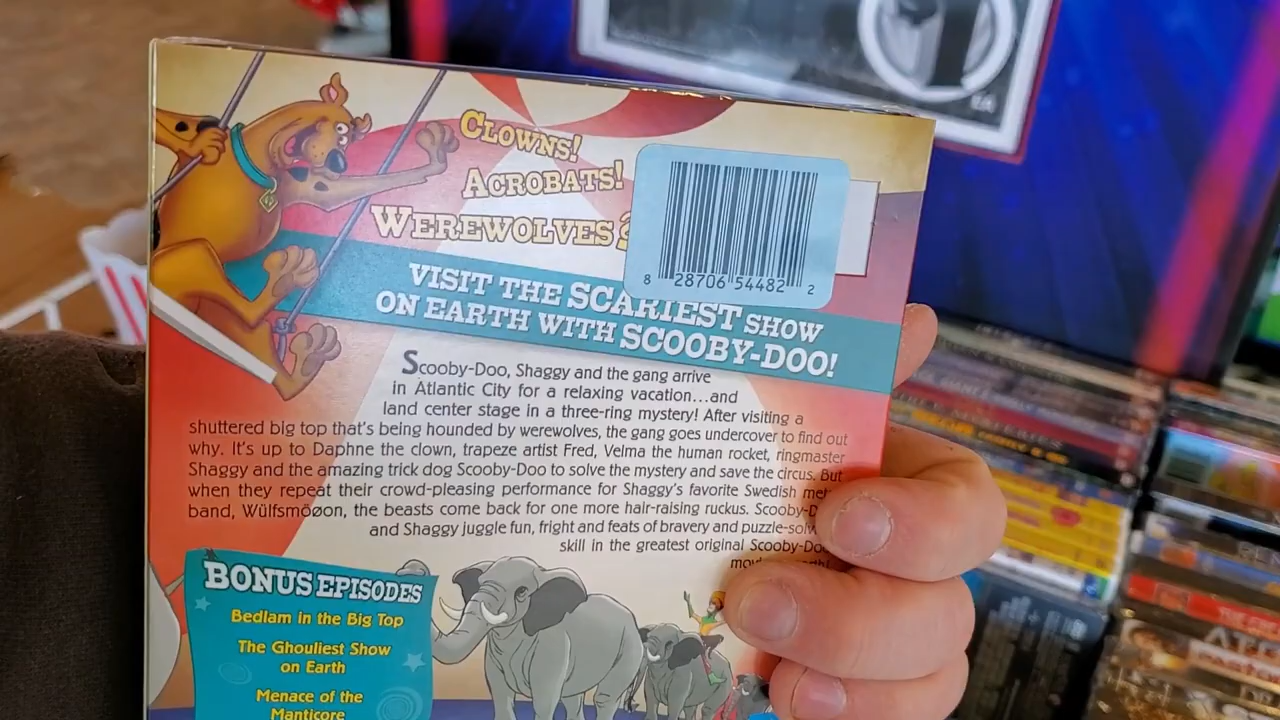 CLOWNS!
ACROBATS!
WEREWOLVES
8 28706 54482 2
VISIT THE SCARIEST SHOW
ON EARTH WITH SCOOBY-DOO!
Scooby-Doo, Shaggy and the gang arrive
in Atlantic City for a relaxing vacation...and
land center stage in a three-ring mystery! After visiting a
shuttered big top that's being hounded by werewolves, the gang goes undercover to find out
why. It's up to Daphne the clown, trapeze artist Fred, Velma the human rocket, ringmaster
Shaggy and the amazing trick dog Scooby-Doo to solve the mystery and save the circus. But
when they repeat their crowd-pleasing performance for Shaggy's favorite Swedish
band, Wülfsmöøon, the beasts come back for one more hair-raising ruckus.
and Shaggy juggle fun, fright and feats of bravery and
skill in the greatest original
BONUS EPISODES
Bedlam in the Big Top
The Ghouliest Show
on Earth
Menace of the
Manticore